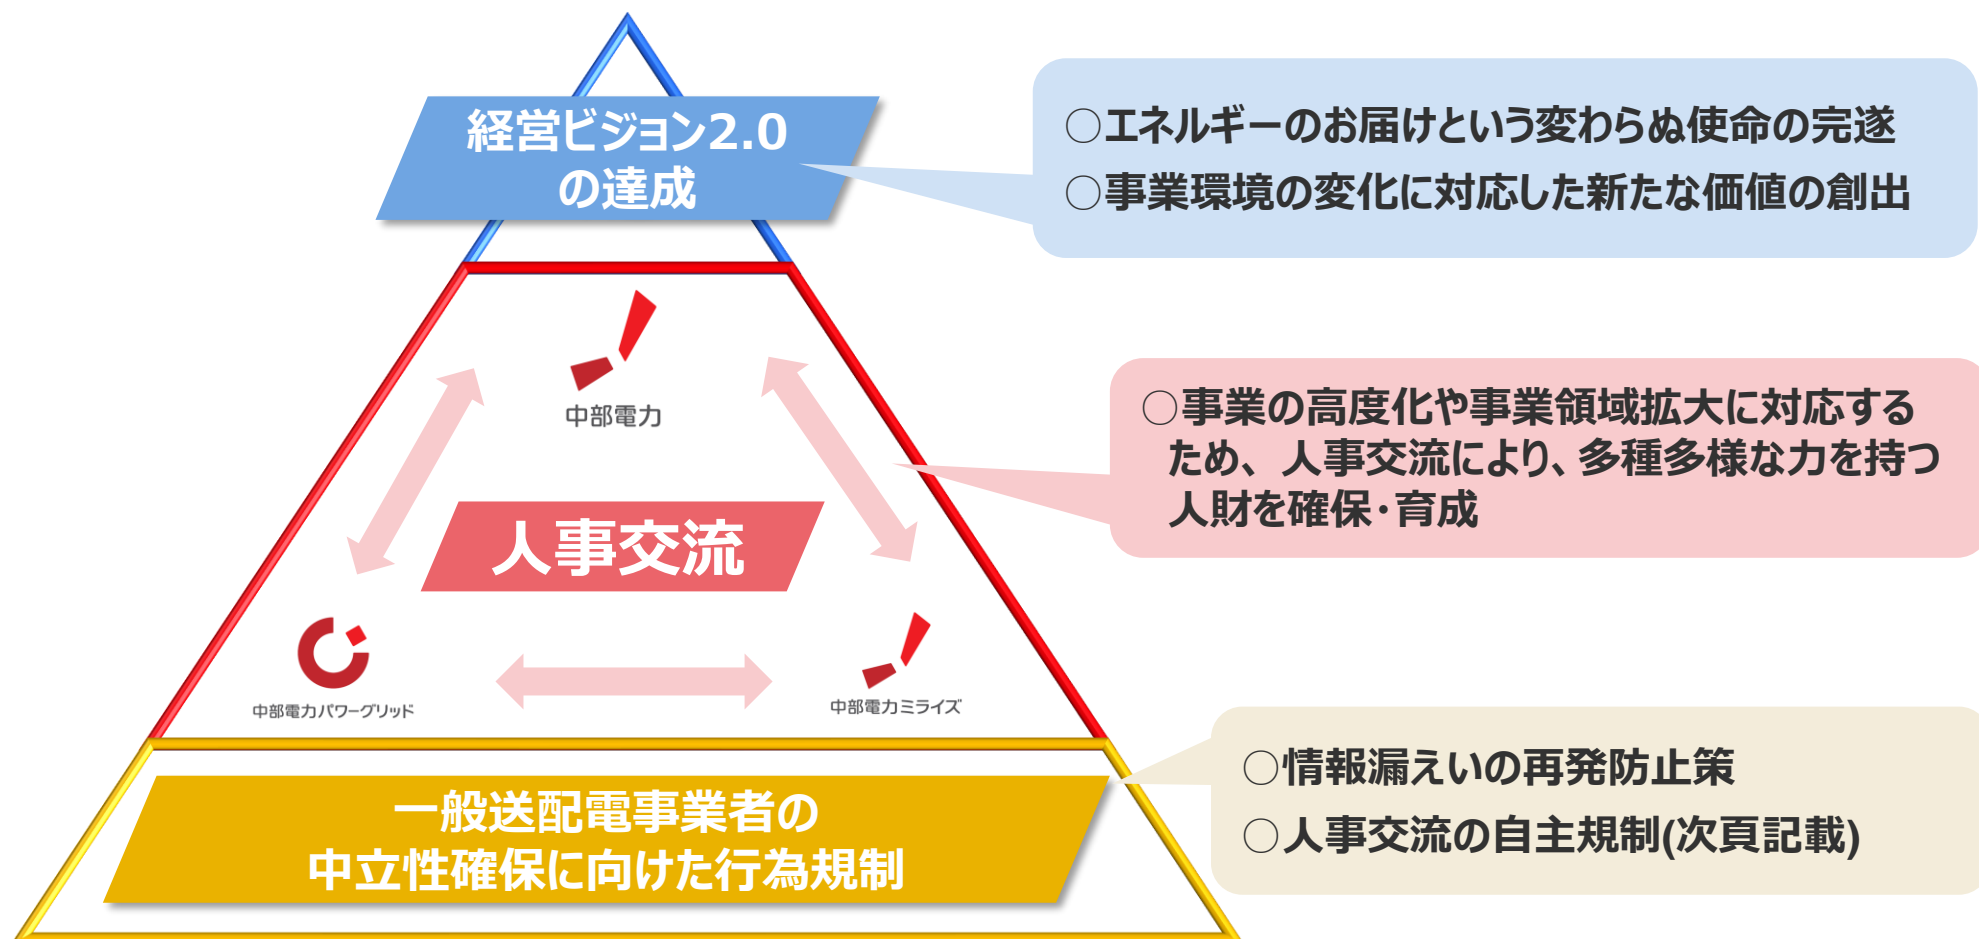 経営ビジョン2.0
の達成
○エネルギーのお届けという変わらぬ使命の完遂
○事業環境の変化に対応した新たな価値の創出
中部電力
○事業の高度化や事業領域拡大に対応する
ため、人事交流により、多種多様な力を持つ
人財を確保・育成
人事交流
中部電力パワーグリッド
中部電力ミライズ
一般送配電事業者の
中立性確保に向けた行為規制
○情報漏えいの再発防止策
○人事交流の自主規制(次頁記載)